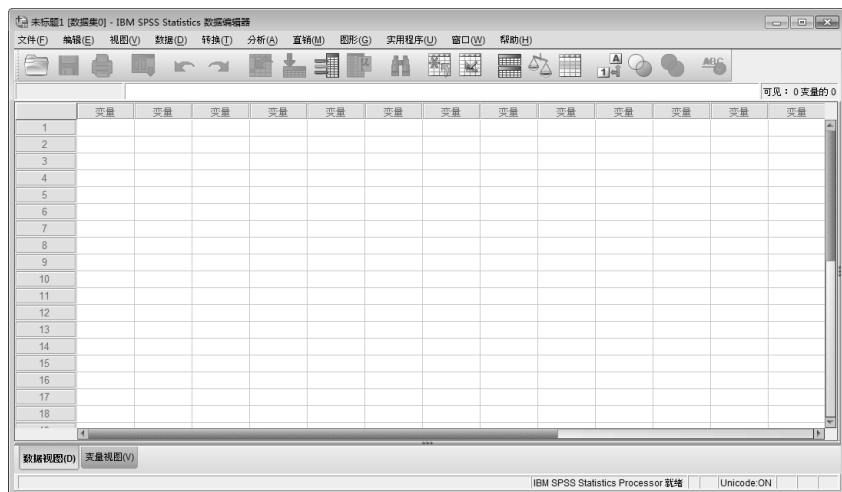 未标题1 [数据集0] - IBM SPSS Statistics 数据编辑器
文件(F) 编辑(E) 视图(V) 数据(D) 转换(T) 分析(A) 直销(M) 图形(G) 实用程序(U) 窗口(W) 帮助(H)
A
1
ABC
可见： 0 变量的 0
变量 变量 变量 变量 变量 变量 变量 变量 变量 变量 变量 变量 变量
1
2
3
4
5
6
7
8
9
10
11
12
13
14
15
16
17
18
数据视图(D) 变量视图(V)
IBM SPSS Statistics Processor 就绪 Unicode:ON